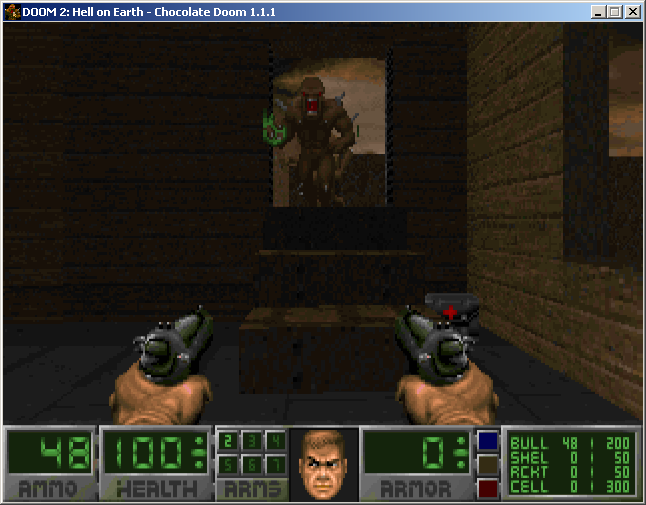 DOOM 2: Hell on Earth - Chocolate Doom 1.1.1
48 100: 2 3 4 0:
5 6 7
AMMO HEALTH ARMS ARMOR
BULL 48 | 200
SHEL 0 | 50
RCKT 0 | 50
CELL 0 | 300